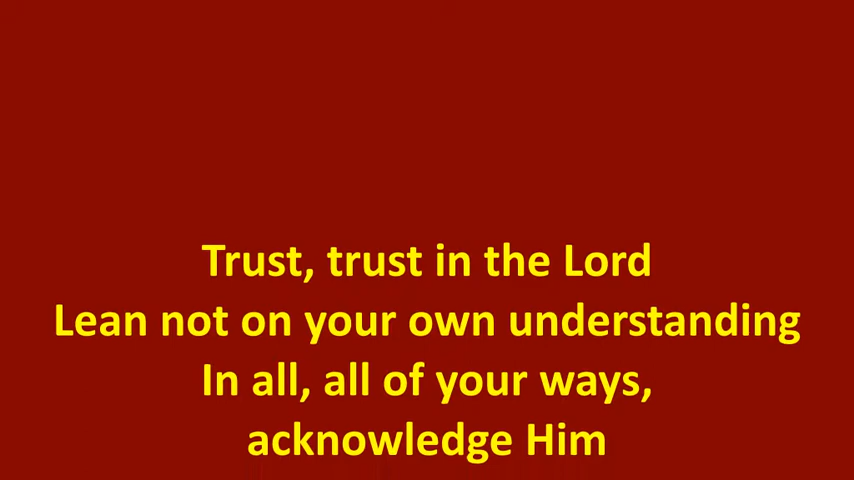 Trust, trust in the Lord
Lean not on your own understanding
In all, all of your ways,
acknowledge Him